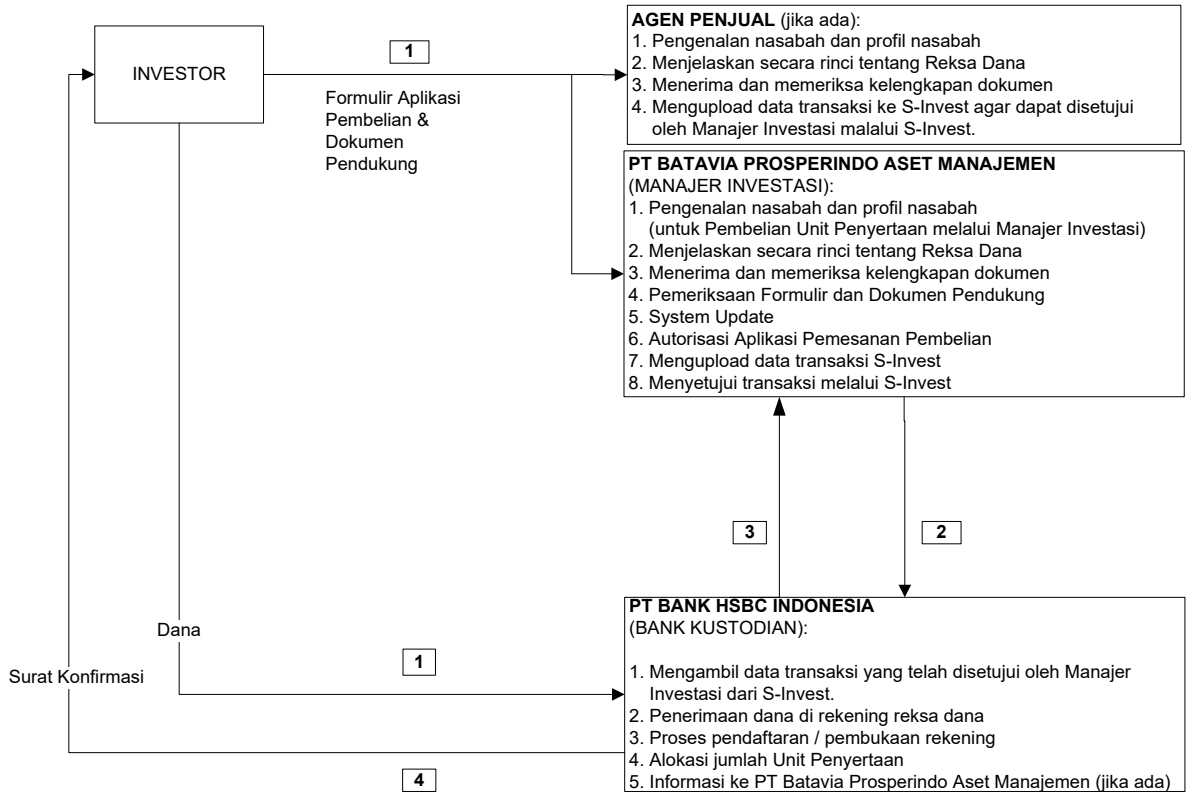 INVESTOR
1
Formulir Aplikasi
Pembelian &
Dokumen
Pendukung
AGEN PENJUAL (jika ada):
1. Pengenalan nasabah dan profil nasabah
2. Menjelaskan secara rinci tentang Reksa Dana
3. Menerima dan memeriksa kelengkapan dokumen
4. Mengupload data transaksi ke S-Invest agar dapat disetujui
oleh Manajer Investasi malalui S-Invest.
PT BATAVIA PROSPERINDO ASET MANAJEMEN
(MANAJER INVESTASI):
1. Pengenalan nasabah dan profil nasabah
(untuk Pembelian Unit Penyertaan melalui Manajer Investasi)
2. Menjelaskan secara rinci tentang Reksa Dana
3. Menerima dan memeriksa kelengkapan dokumen
4. Pemeriksaan Formulir dan Dokumen Pendukung
5. System Update
6. Autorisasi Aplikasi Pemesanan Pembelian
7. Mengupload data transaksi S-Invest
8. Menyetujui transaksi melalui S-Invest
3
2
Dana
1
Surat Konfirmasi
4
PT BANK HSBC INDONESIA
(BANK KUSTODIAN):
1. Mengambil data transaksi yang telah disetujui oleh Manajer
Investasi dari S-Invest.
2. Penerimaan dana di rekening reksa dana
3. Proses pendaftaran / pembukaan rekening
4. Alokasi jumlah Unit Penyertaan
5. Informasi ke PT Batavia Prosperindo Aset Manajemen (jika ada)